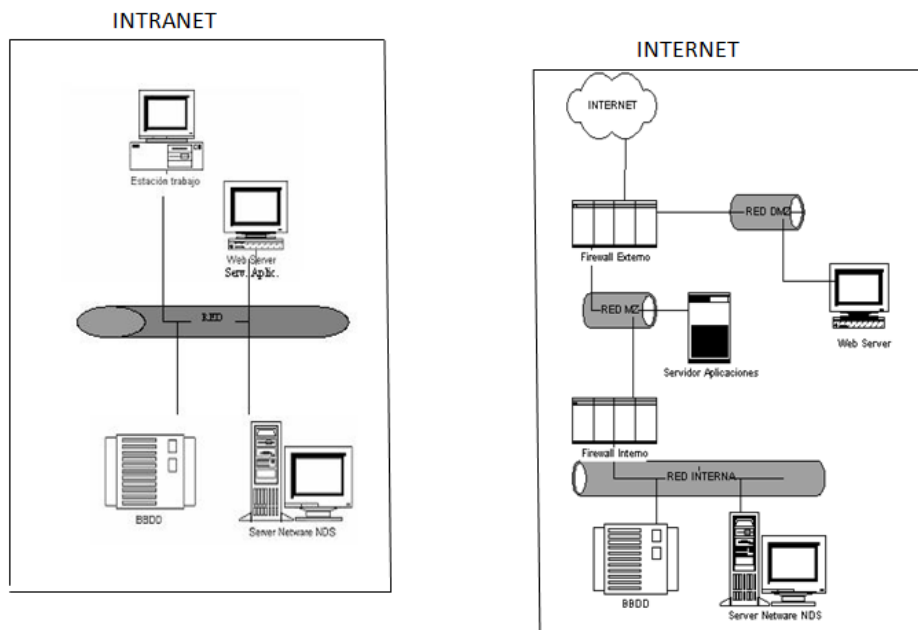 INTRANET
Estación trabajo
Web Server
Serv. Aplic.
RED
BBDD
Server Netware NDS
INTERNET
INTERNET
RED DMZ
Firewall Externo
Web Server
RED MZ
Servidor Aplicaciones
Firewall Interno
RED INTERNA
BBDD
Server Netware NDS